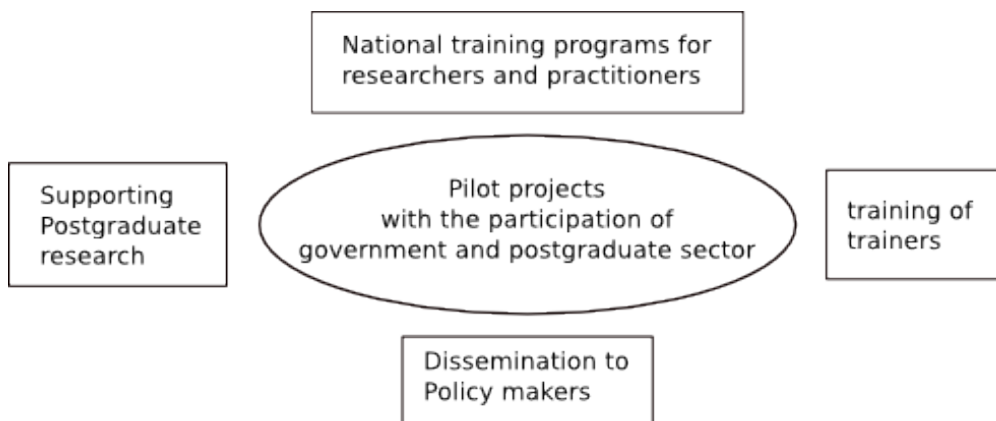 National training programs for
researchers and practitioners
Supporting
Postgraduate
research
Pilot projects
with the participation of
government and postgraduate sector
training of
trainers
Dissemination to
Policy makers